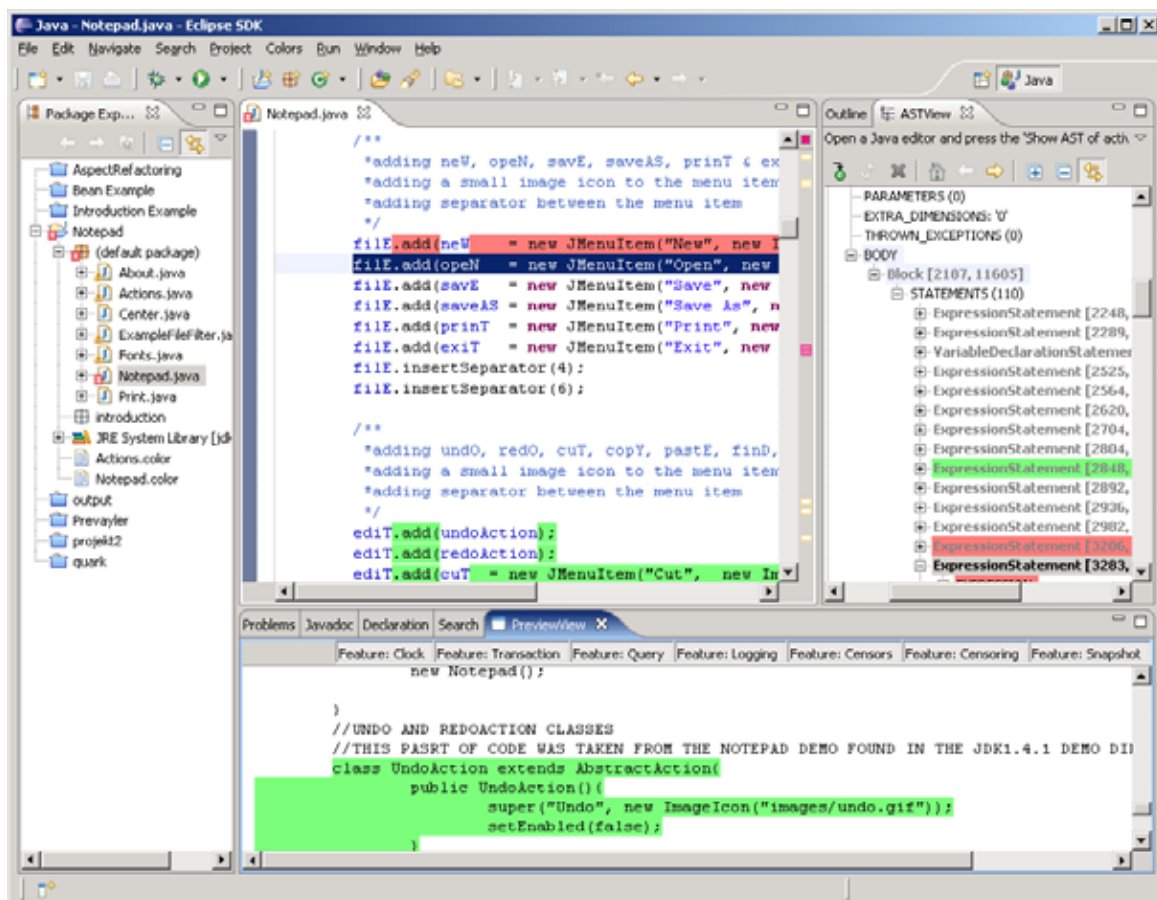 Java - Notepad.java - Eclipse SDK
File Edit Navigate Search Project Colors Run Window Help
Java
Package Exp...
AspectRefactoring
Bean Example
Introduction Example
Notepad
(default package)
About.java
Actions.java
Center.java
ExampleFileFilter.ja
Fonts.java
Notepad.java
Print.java
introduction
JRE System Library [jdk
Actions.color
Notepad.color
output
Prevayler
projekt2
quark
Notepad.java
/**
*adding neW, opeN, savE, saveAS, prinT & ex
*adding a small image icon to the menu item
*adding separator between the menu item
*/
filE.add(neW = new JMenuItem("New", new I
filE.add(opeN = new JMenuItem("Open", new
filE.add(savE = new JMenuItem("Save", new
filE.add(saveAS = new JMenuItem("Save As", n
filE.add(prinT = new JMenuItem("Print", new
filE.add(exiT = new JMenuItem("Exit", new
filE.insertSeparator(4);
filE.insertSeparator(6);
/**
*adding undO, redO, cuT, copY, pastE, finD,
*adding a small image icon to the menu item
*adding separator between the menu item
*/
ediT.add(undoAction);
ediT.add(redoAction);
ediT.add(cuT = new JMenuItem("Cut", new Im
Outline ASTView
Open a Java editor and press the 'Show AST of activ
PARAMETERS (0)
EXTRA_DIMENSIONS: '0'
THROWN_EXCEPTIONS (0)
BODY
Block [2187, 11605]
STATEMENTS (110)
ExpressionStatement [2248,
ExpressionStatement [2289,
VariableDeclarationStatemen
ExpressionStatement [2525,
ExpressionStatement [2564,
ExpressionStatement [2620,
ExpressionStatement [2704,
ExpressionStatement [2804,
ExpressionStatement [2848,
ExpressionStatement [2892,
ExpressionStatement [2936,
ExpressionStatement [2982,
ExpressionStatement [3206,
ExpressionStatement [3283,
EXPRESSION
Problems Javadoc Declaration Search PreviewView
Feature: Clock Feature: Transaction Feature: Query Feature: Logging Feature: Censors Feature: Censoring Feature: Snapshot
new Notepad();
}
//UNDO AND REDOACTION CLASSES
//THIS PASRT OF CODE WAS TAKEN FROM THE NOTEPAD DEMO FOUND IN THE JDK1.4.1 DEMO DI
class UndoAction extends AbstractAction{
public UndoAction(){
super("Undo", new ImageIcon("images/undo.gif"));
setEnabled(false);
}